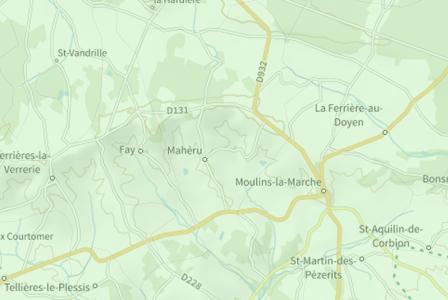 la Hardière
St-Vandrille
D932
D131
La Ferrière-au-
Doyen
Fay
Mahéru
errières-la-
Verrerie
Moulins-la-Marche
Bonsm
x Courtomer
St-Aquilin-de-
Corbion
St-Martin-des-
Pézerits
D228
Tellières-le-Plessis